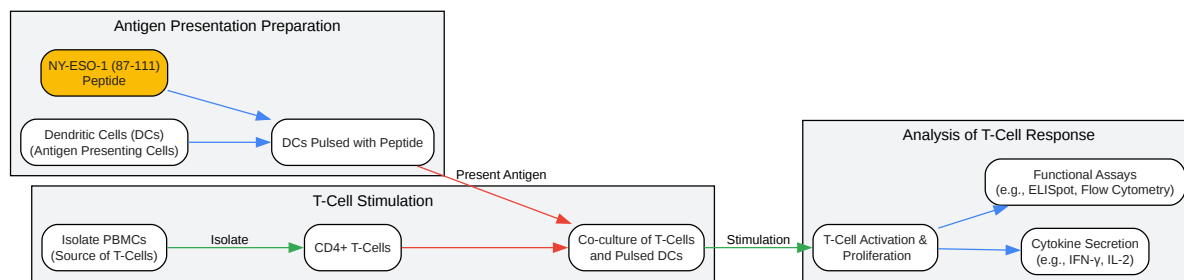 Antigen Presentation Preparation
NY-ESO-1 (87-111)
Peptide
Dendritic Cells (DCs)
(Antigen Presenting Cells)
DCs Pulsed with Peptide
Present Antigen
T-Cell Stimulation
Isolate PBMCs
(Source of T-Cells)
Isolate
CD4+ T-Cells
Co-culture of T-Cells
and Pulsed DCs
Stimulation
Analysis of T-Cell Response
T-Cell Activation &
Proliferation
Functional Assays
(e.g., ELISpot, Flow Cytometry)
Cytokine Secretion
(e.g., IFN-γ, IL-2)